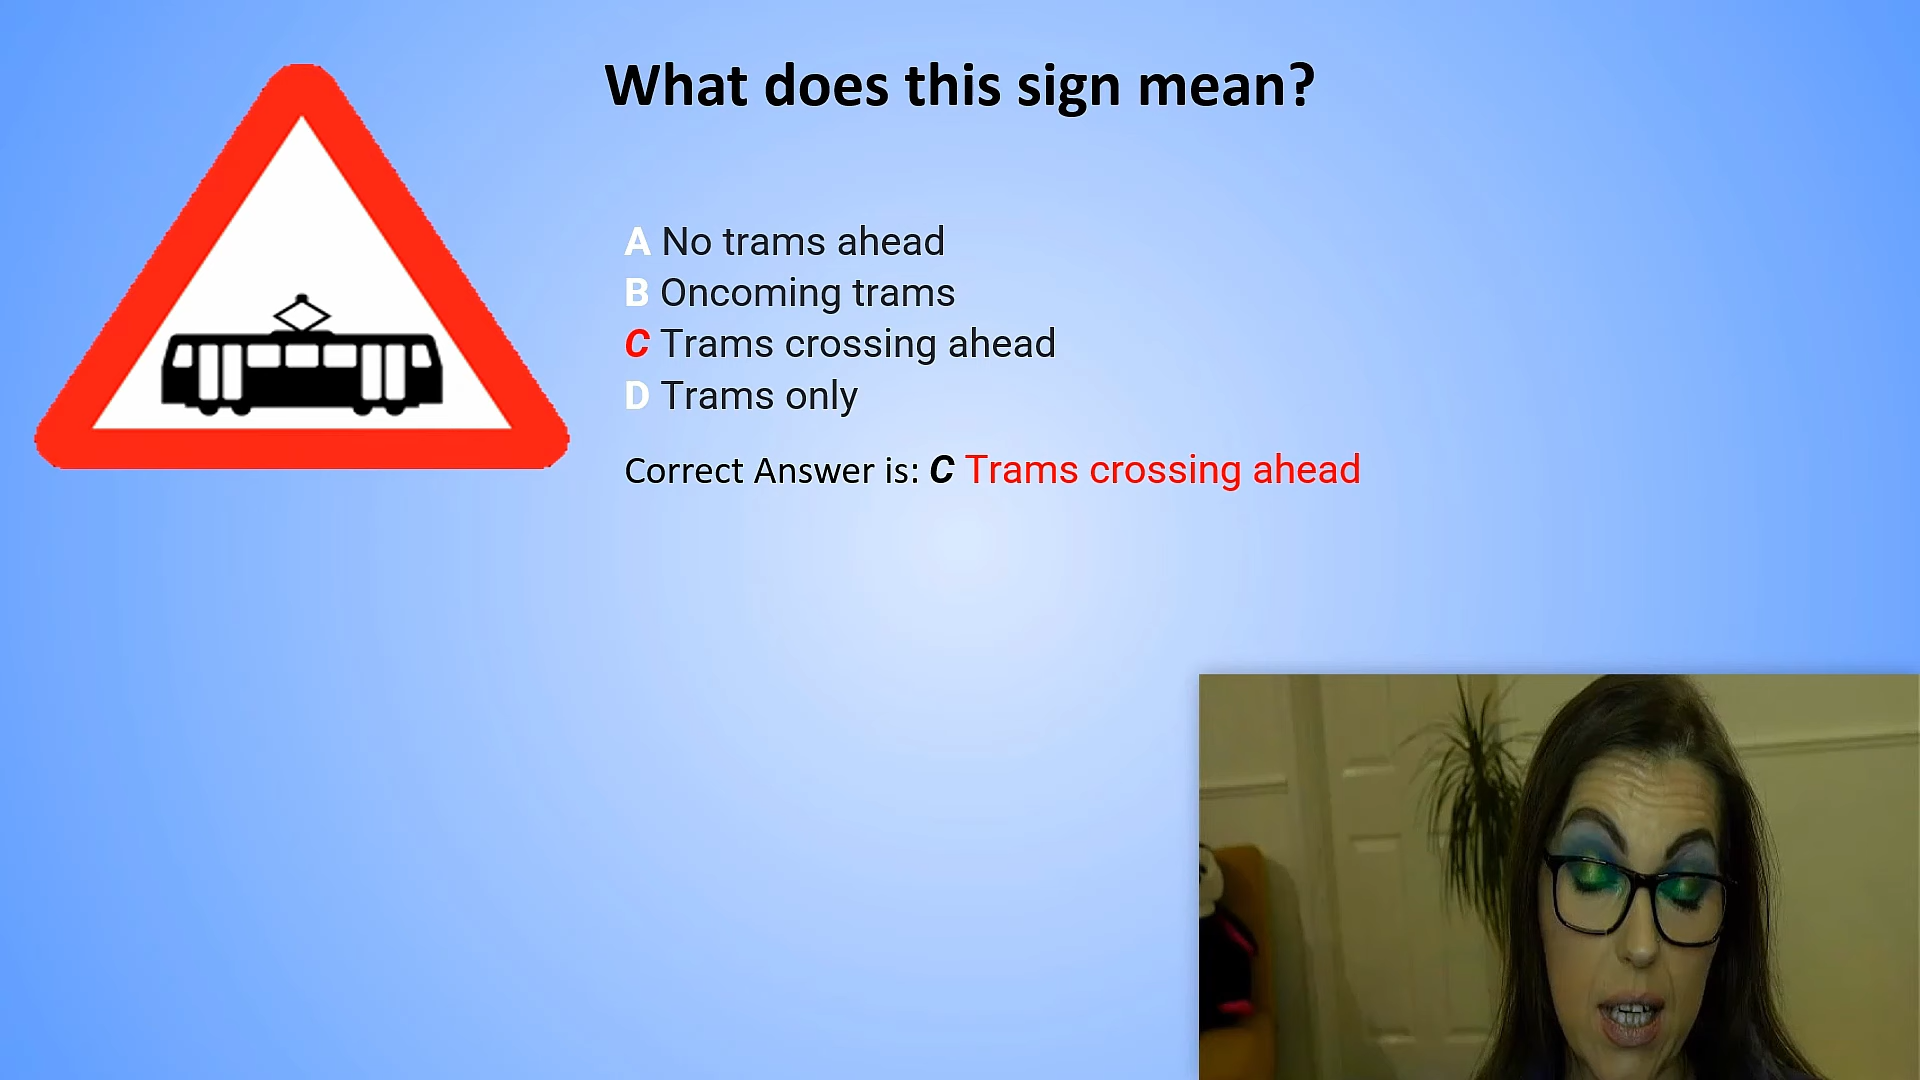 What does this sign mean?
A No trams ahead
B Oncoming trams
C Trams crossing ahead
D Trams only
Correct Answer is: C Trams crossing ahead